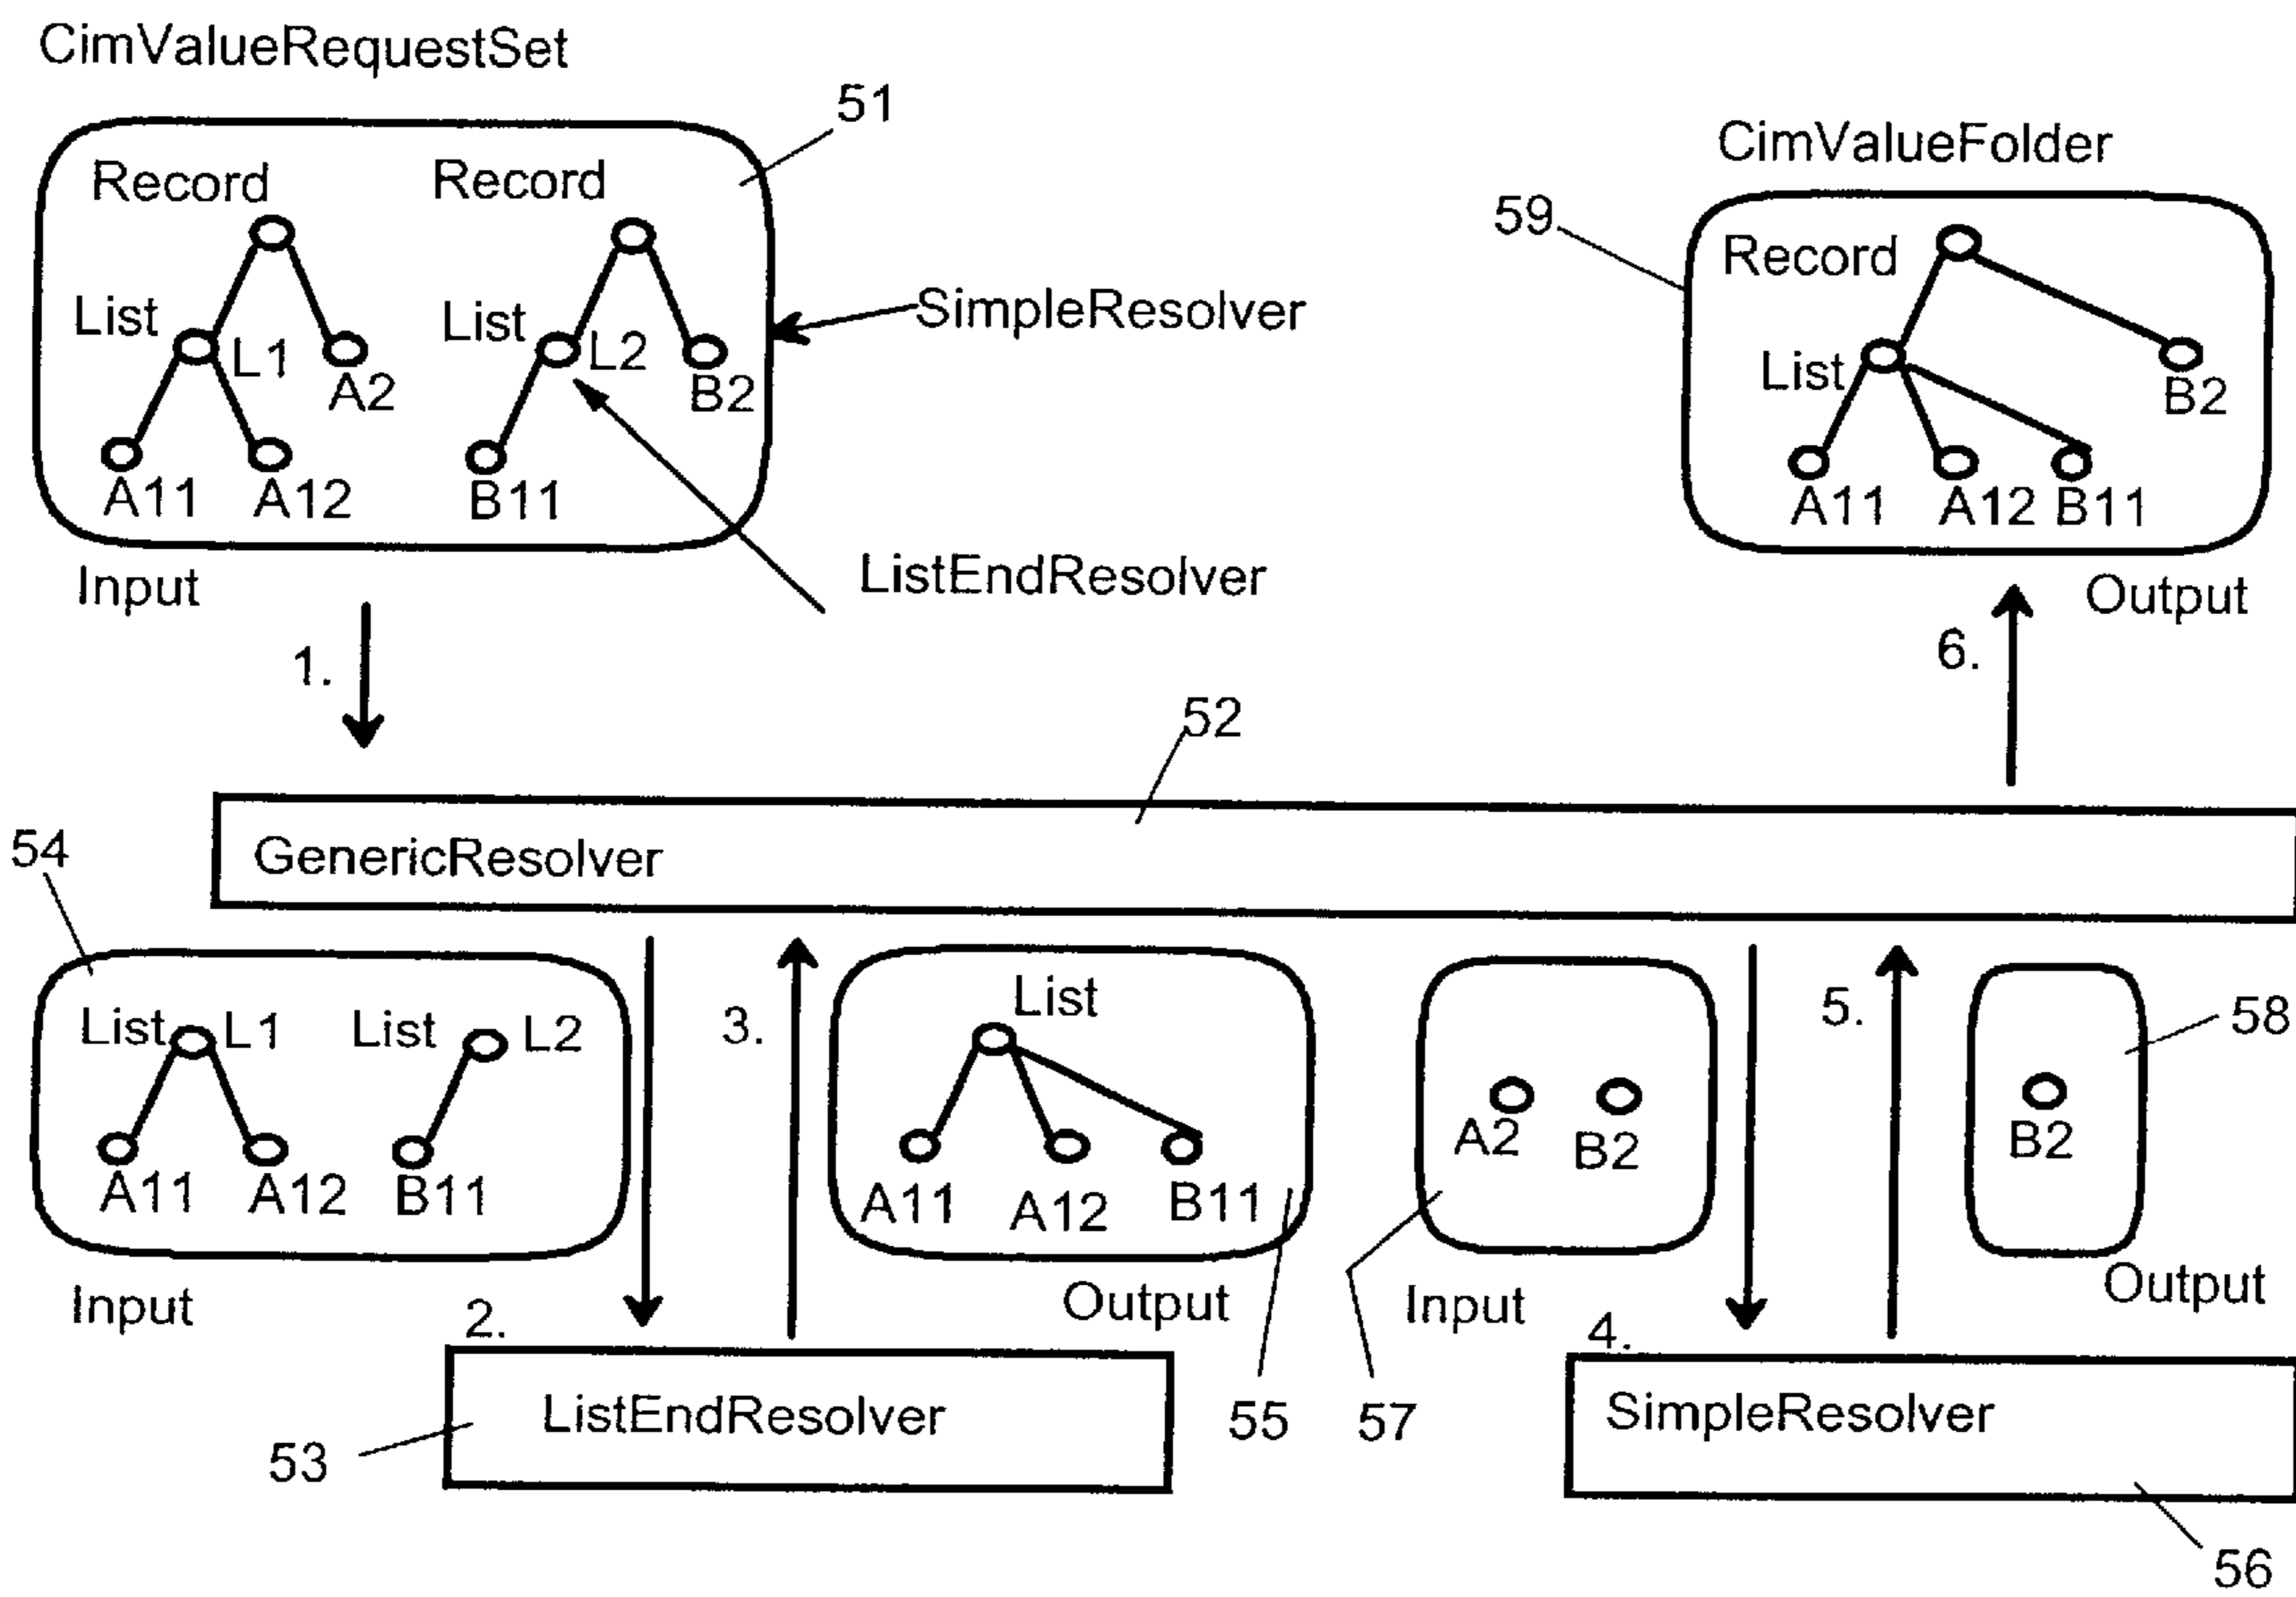 CimValueRequestSet
51
Record
Record
List
L1
A2
List
L2
B2
A11
A12
B11
SimpleResolver
ListEndResolver
Input
1.
CimValueFolder
59
Record
List
B2
A11
A12
B11
Output
6.
52
GenericResolver
54
List
L1
List
L2
A11
A12
B11
Input
2.
3.
List
A11
A12
B11
Output
A2
B2
Input
4.
5.
B2
58
Output
ListEndResolver
53
55
57
SimpleResolver
56